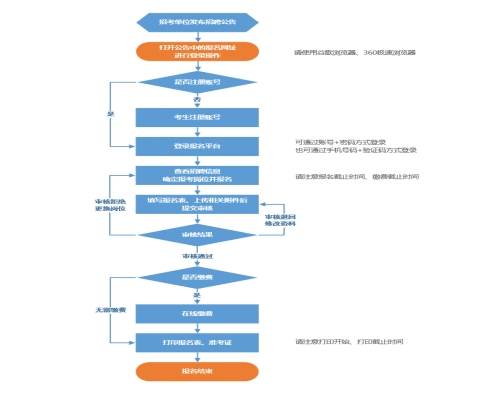 招考单位发布招聘公告
打开公告中的报名网址
进行登录操作
请使用谷歌浏览器、360极速浏览器
是否注册账号
否
是
考生注册账号
登录报名平台
可通过账号+密码方式登录
也可通过手机号码+验证码方式登录
查看招聘信息
确定报考岗位并报名
请注意报名截止时间、缴费截止时间
审核拒绝
更换岗位
填写报名表、上传相关附件后
提交审核
审核退回
修改资料
审核结果
审核通过
是否缴费
是
无需缴费
在线缴费
打印报名表、准考证
请注意打印开始、打印截止时间
报名结束